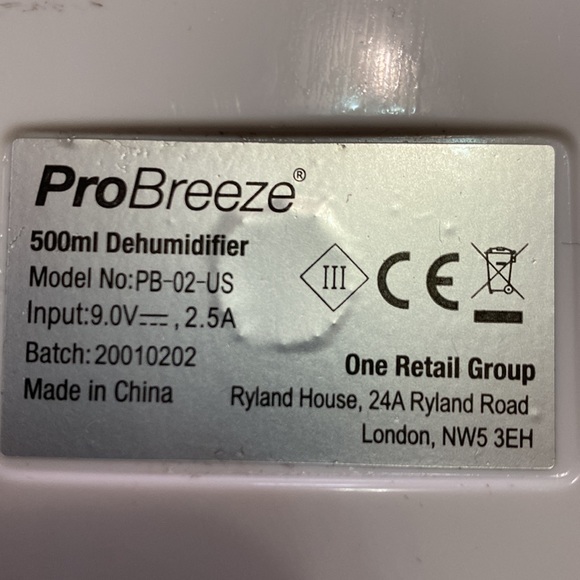 ProBreeze®
500ml Dehumidifier
Model No:PB-02-US
Input:9.0V⎓, 2.5A
Batch:20010202
Made in China
III
CE
One Retail Group
Ryland House, 24A Ryland Road
London, NW5 3EH